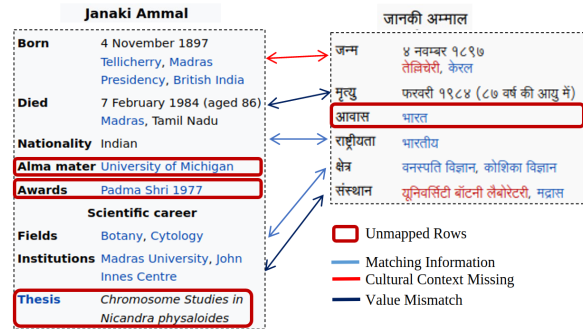 Janaki Ammal
Born 4 November 1897
Tellicherry, Madras
Presidency, British India
Died 7 February 1984 (aged 86)
Madras, Tamil Nadu
Nationality Indian
Alma mater University of Michigan
Awards Padma Shri 1977
Scientific career
Fields Botany, Cytology
Institutions Madras University, John
Innes Centre
Thesis Chromosome Studies in
Nicandra physaloides
जानकी अम्माल
जन्म ४ नवम्बर १८९७
तेल्लिचेरी, केरल
मृत्यु फरवरी १९८४ (८७ वर्ष की आयु में)
आवास भारत
राष्ट्रीयता भारतीय
क्षेत्र वनस्पति विज्ञान, कोशिका विज्ञान
संस्थान यूनिवर्सिटी बॉटनी लैबोरेटरी, मद्रास
Unmapped Rows
Matching Information
Cultural Context Missing
Value Mismatch